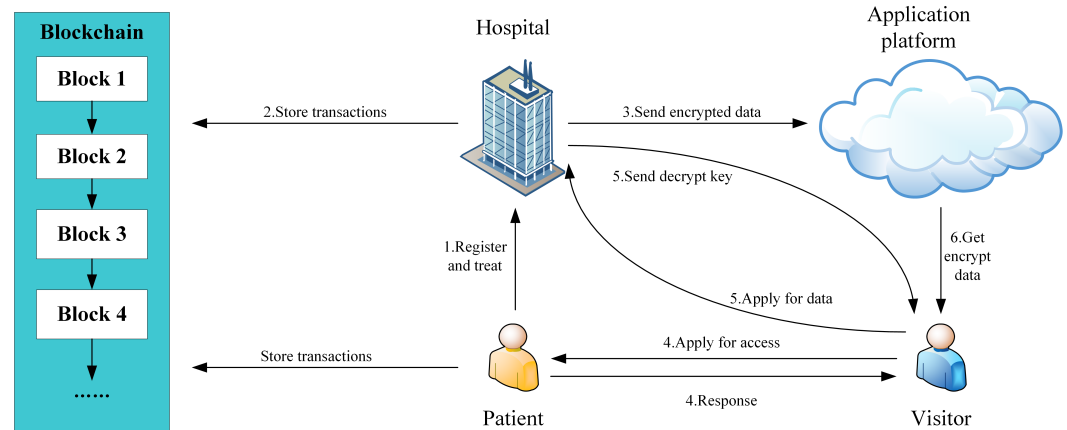 Blockchain
Block 1
Block 2
Block 3
Block 4
......
Hospital
Application
platform
2.Store transactions
3.Send encrypted data
5.Send decrypt key
1.Register
and treat
6.Get
encrypt
data
5.Apply for data
Store transactions
4.Apply for access
4.Response
Patient
Visitor